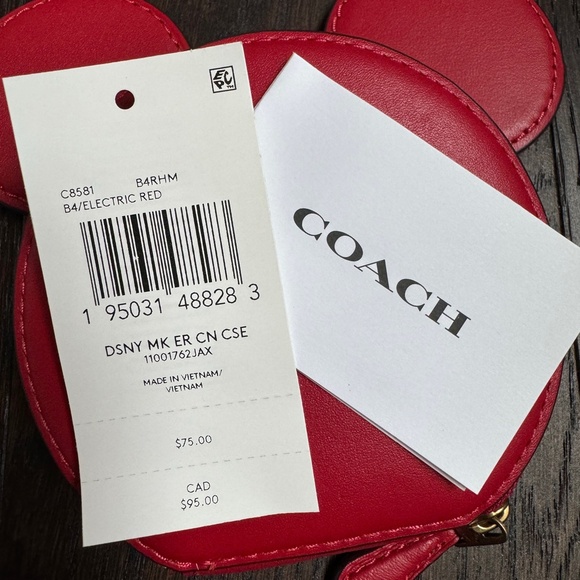 EPC
C8581 B4RHM
B4/ELECTRIC RED
1 95031 48828 3
DSNY MK ER CN CSE
11001762JAX
MADE IN VIETNAM/
VIETNAM
$75.00
CAD
$95.00
COACH